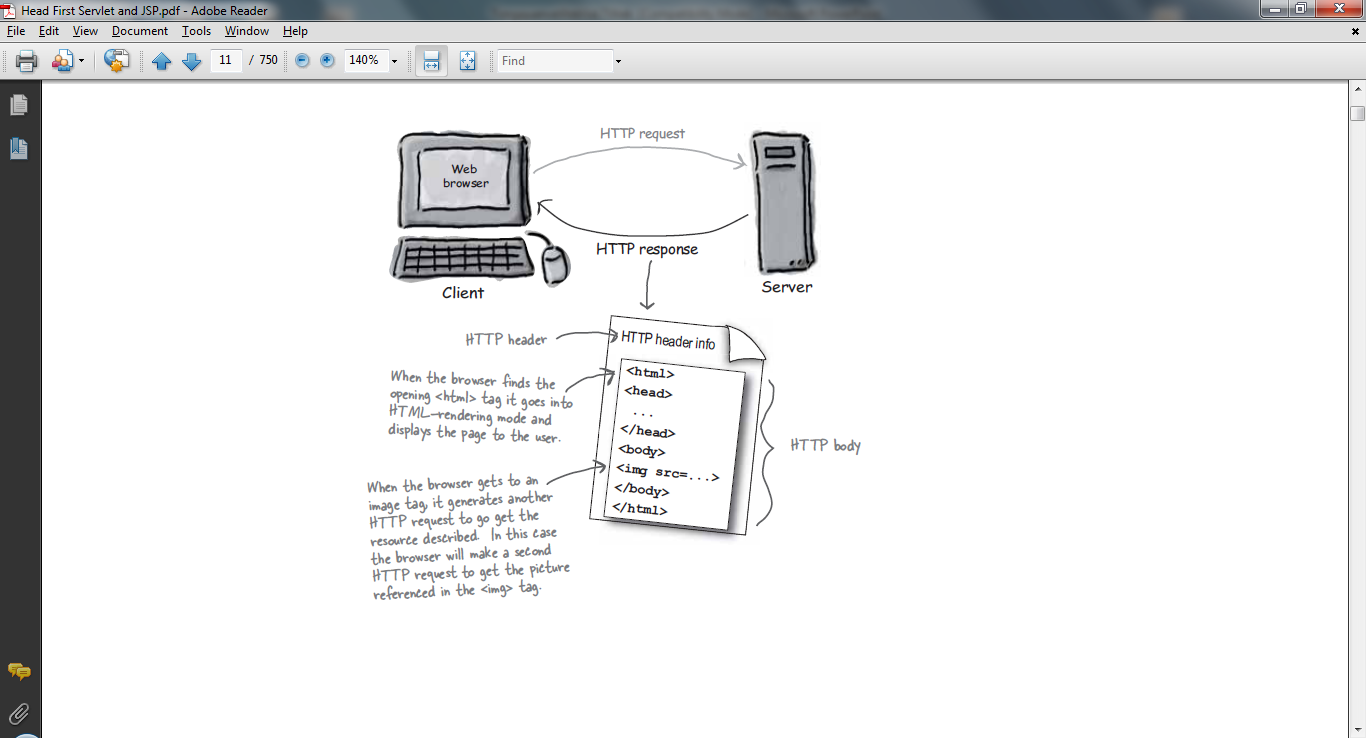 Head First Servlet and JSP.pdf - Adobe Reader
File Edit View Document Tools Window Help
11 / 750 140% Find
HTTP request
Web
browser
HTTP response
Client
Server
HTTP header
HTTP header info
When the browser finds the
opening <html> tag it goes into
HTML-rendering mode and
displays the page to the user.
<html>
<head>
...
</head>
<body>
<img src=...>
</body>
</html>
HTTP body
When the browser gets to an
image tag, it generates another
HTTP request to go get the
resource described. In this case
the browser will make a second
HTTP request to get the picture
referenced in the <img> tag.